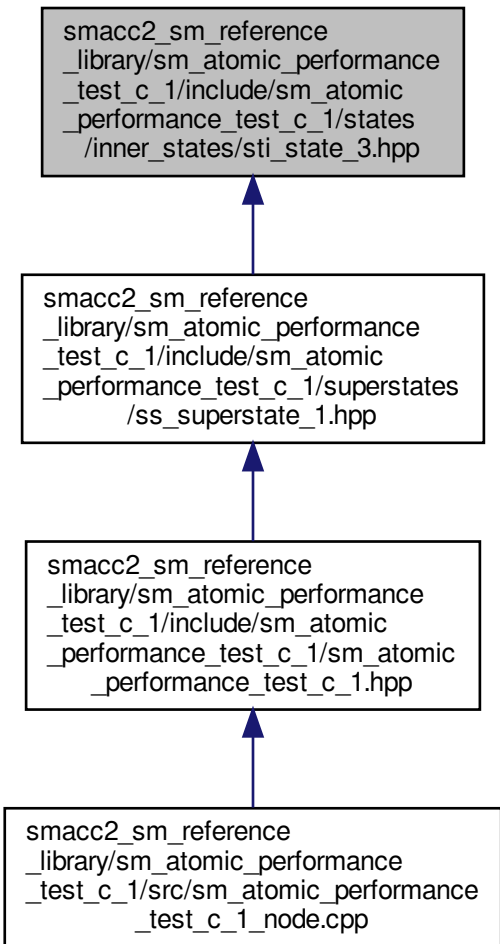 smacc2_sm_reference
_library/sm_atomic_performance
_test_c_1/include/sm_atomic
_performance_test_c_1/states
/inner_states/sti_state_3.hpp
smacc2_sm_reference
_library/sm_atomic_performance
_test_c_1/include/sm_atomic
_performance_test_c_1/superstates
/ss_superstate_1.hpp
smacc2_sm_reference
_library/sm_atomic_performance
_test_c_1/include/sm_atomic
_performance_test_c_1/sm_atomic
_performance_test_c_1.hpp
smacc2_sm_reference
_library/sm_atomic_performance
_test_c_1/src/sm_atomic_performance
_test_c_1_node.cpp